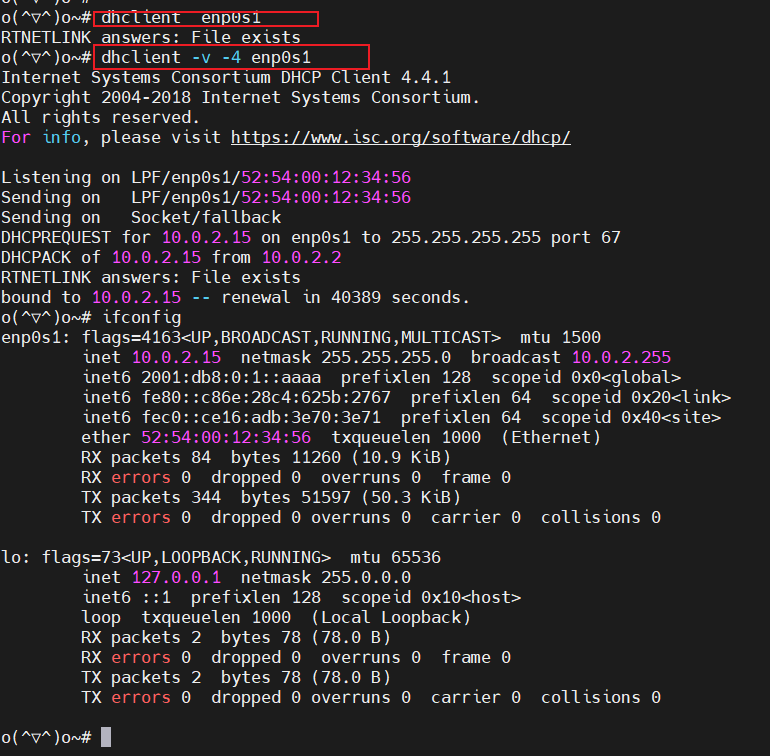 o(^▽^)o~# dhclient  enp0s1
RTNETLINK answers: File exists
o(^▽^)o~# dhclient -v -4 enp0s1
Internet Systems Consortium DHCP Client 4.4.1
Copyright 2004-2018 Internet Systems Consortium.
All rights reserved.
For info, please visit https://www.isc.org/software/dhcp/

Listening on LPF/enp0s1/52:54:00:12:34:56
Sending on   LPF/enp0s1/52:54:00:12:34:56
Sending on   Socket/fallback
DHCPREQUEST for 10.0.2.15 on enp0s1 to 255.255.255.255 port 67
DHCPACK of 10.0.2.15 from 10.0.2.2
RTNETLINK answers: File exists
bound to 10.0.2.15 -- renewal in 40389 seconds.
o(^▽^)o~# ifconfig
enp0s1: flags=4163<UP,BROADCAST,RUNNING,MULTICAST>  mtu 1500
        inet 10.0.2.15  netmask 255.255.255.0  broadcast 10.0.2.255
        inet6 2001:db8:0:1::aaaa  prefixlen 128  scopeid 0x0<global>
        inet6 fe80::c86e:28c4:625b:2767  prefixlen 64  scopeid 0x20<link>
        inet6 fec0::ce16:adb:3e70:3e71  prefixlen 64  scopeid 0x40<site>
        ether 52:54:00:12:34:56  txqueuelen 1000  (Ethernet)
        RX packets 84  bytes 11260 (10.9 KiB)
        RX errors 0  dropped 0  overruns 0  frame 0
        TX packets 344  bytes 51597 (50.3 KiB)
        TX errors 0  dropped 0 overruns 0  carrier 0  collisions 0

lo: flags=73<UP,LOOPBACK,RUNNING>  mtu 65536
        inet 127.0.0.1  netmask 255.0.0.0
        inet6 ::1  prefixlen 128  scopeid 0x10<host>
        loop  txqueuelen 1000  (Local Loopback)
        RX packets 2  bytes 78 (78.0 B)
        RX errors 0  dropped 0  overruns 0  frame 0
        TX packets 2  bytes 78 (78.0 B)
        TX errors 0  dropped 0 overruns 0  carrier 0  collisions 0

o(^▽^)o~#